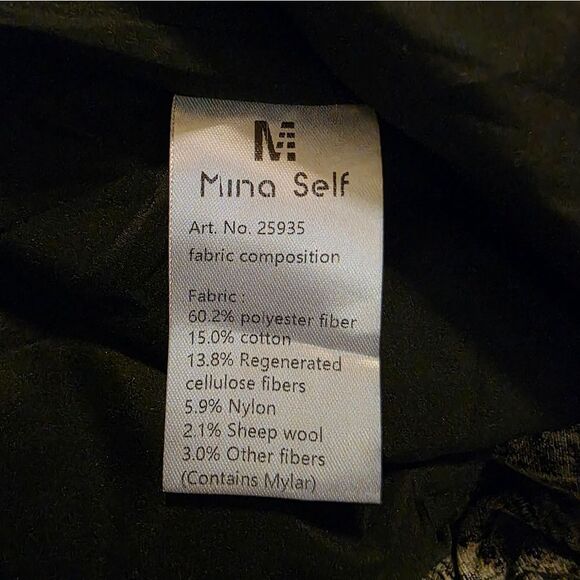 M
Mina Self
Art. No. 25935
fabric composition
Fabric :
60.2% polyester fiber
15.0% cotton
13.8% Regenerated
cellulose fibers
5.9% Nylon
2.1% Sheep wool
3.0% Other fibers
(Contains Mylar)